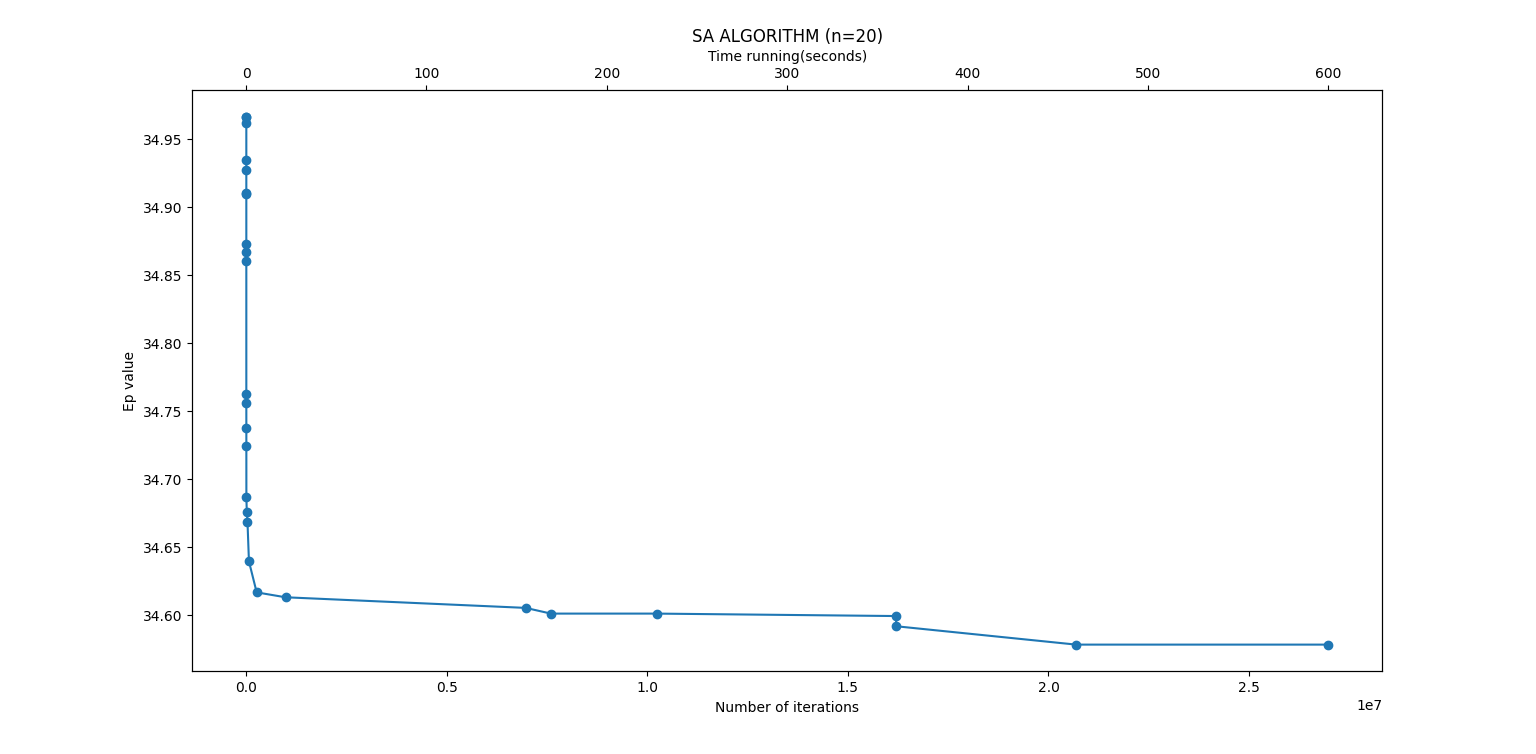 SA ALGORITHM (n=20)
Time running(seconds)
0 100 200 300 400 500 600
34.95
34.90
34.85
34.80
34.75
34.70
34.65
34.60
Ep value
0.0 0.5 1.0 1.5 2.0 2.5
Number of iterations
1e7